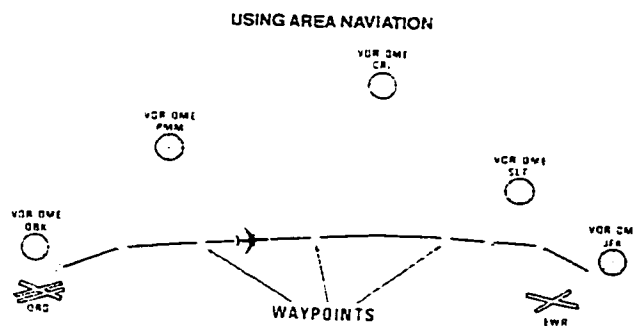 USING AREA NAVIATION
VOR DME
CRL
VOR DME
PMM
VOR DME
SLT
VOR DME
OBK
VOR DM
JFK
ORD
EWR
WAYPOINTS